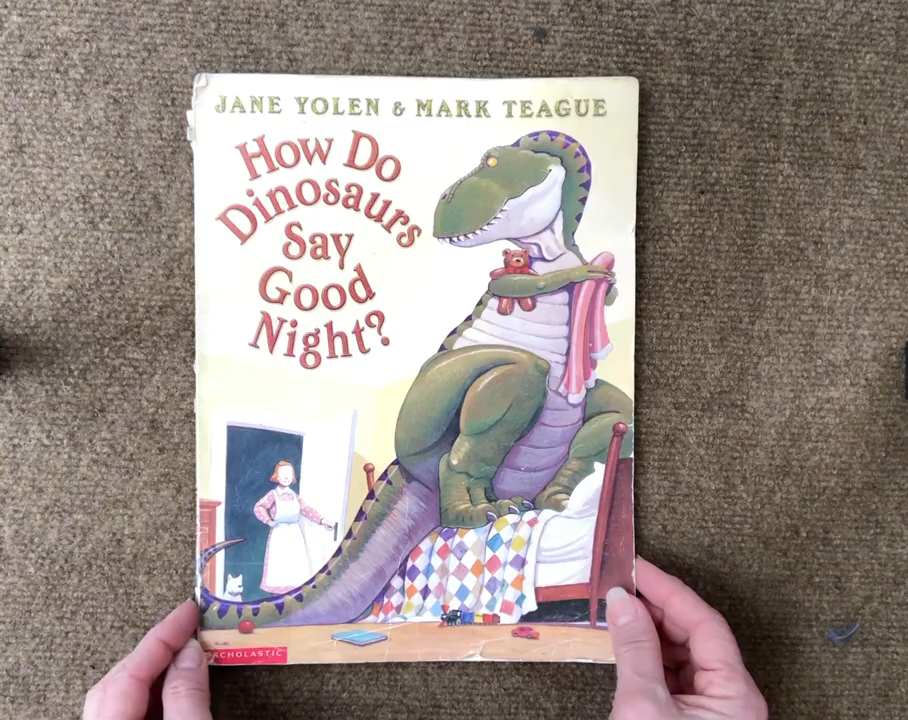 JANE YOLEN & MARK TEAGUE
How Do
Dinosaurs
Say
Good
Night?
SCHOLASTIC